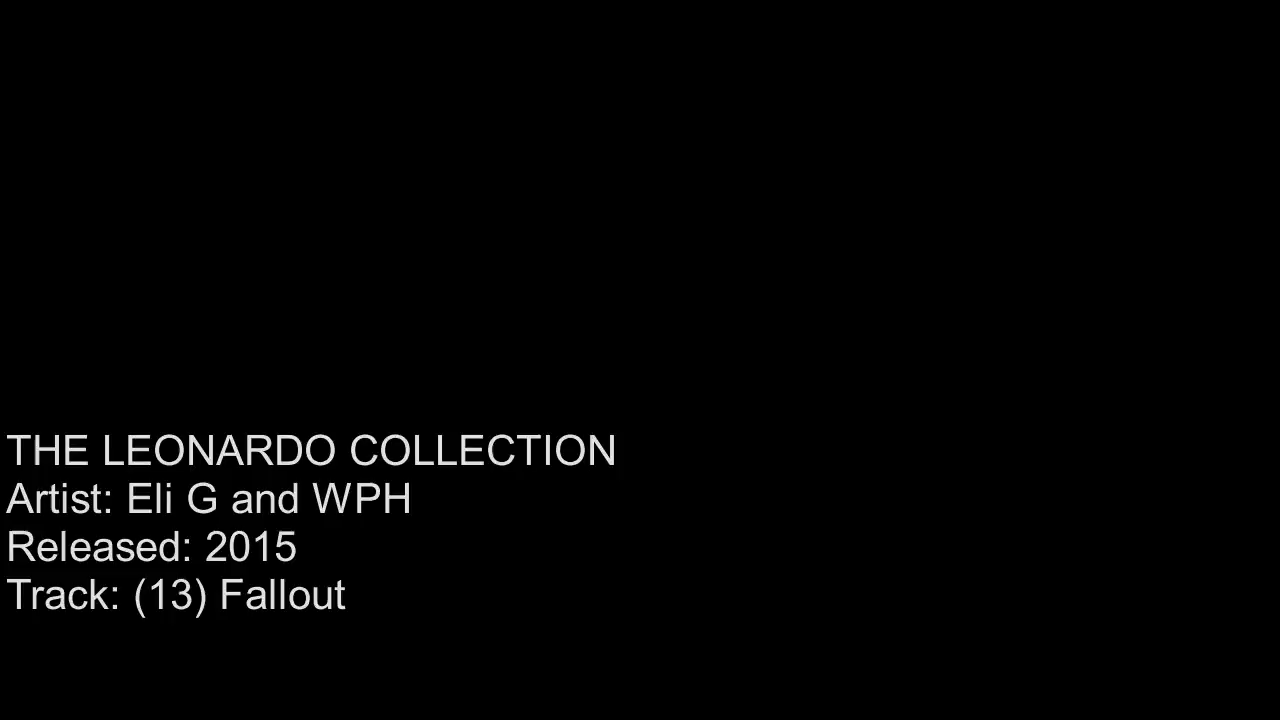 THE LEONARDO COLLECTION
Artist: Eli G and WPH
Released: 2015
Track: (13) Fallout